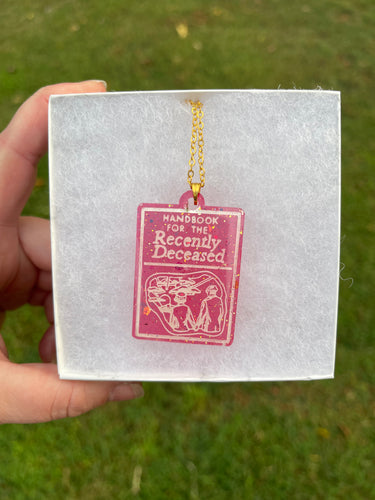 HANDBOOK
FOR THE
Recently
Deceased